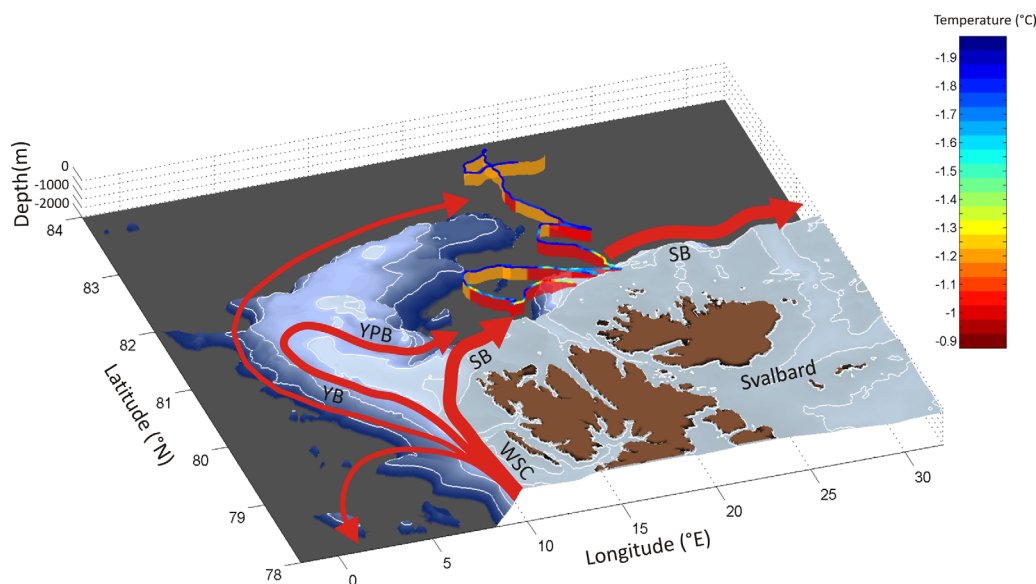 Temperature (°C)
-1.9
-1.8
-1.7
-1.6
-1.5
-1.4
-1.3
-1.2
-1.1
-1
-0.9
Depth(m)
0
-1000
-2000
84
83
82
81
80
79
78
Latitude (°N)
0
5
10
15
20
25
30
Longitude (°E)
SB
YPB
SB
YB
WSC
Svalbard